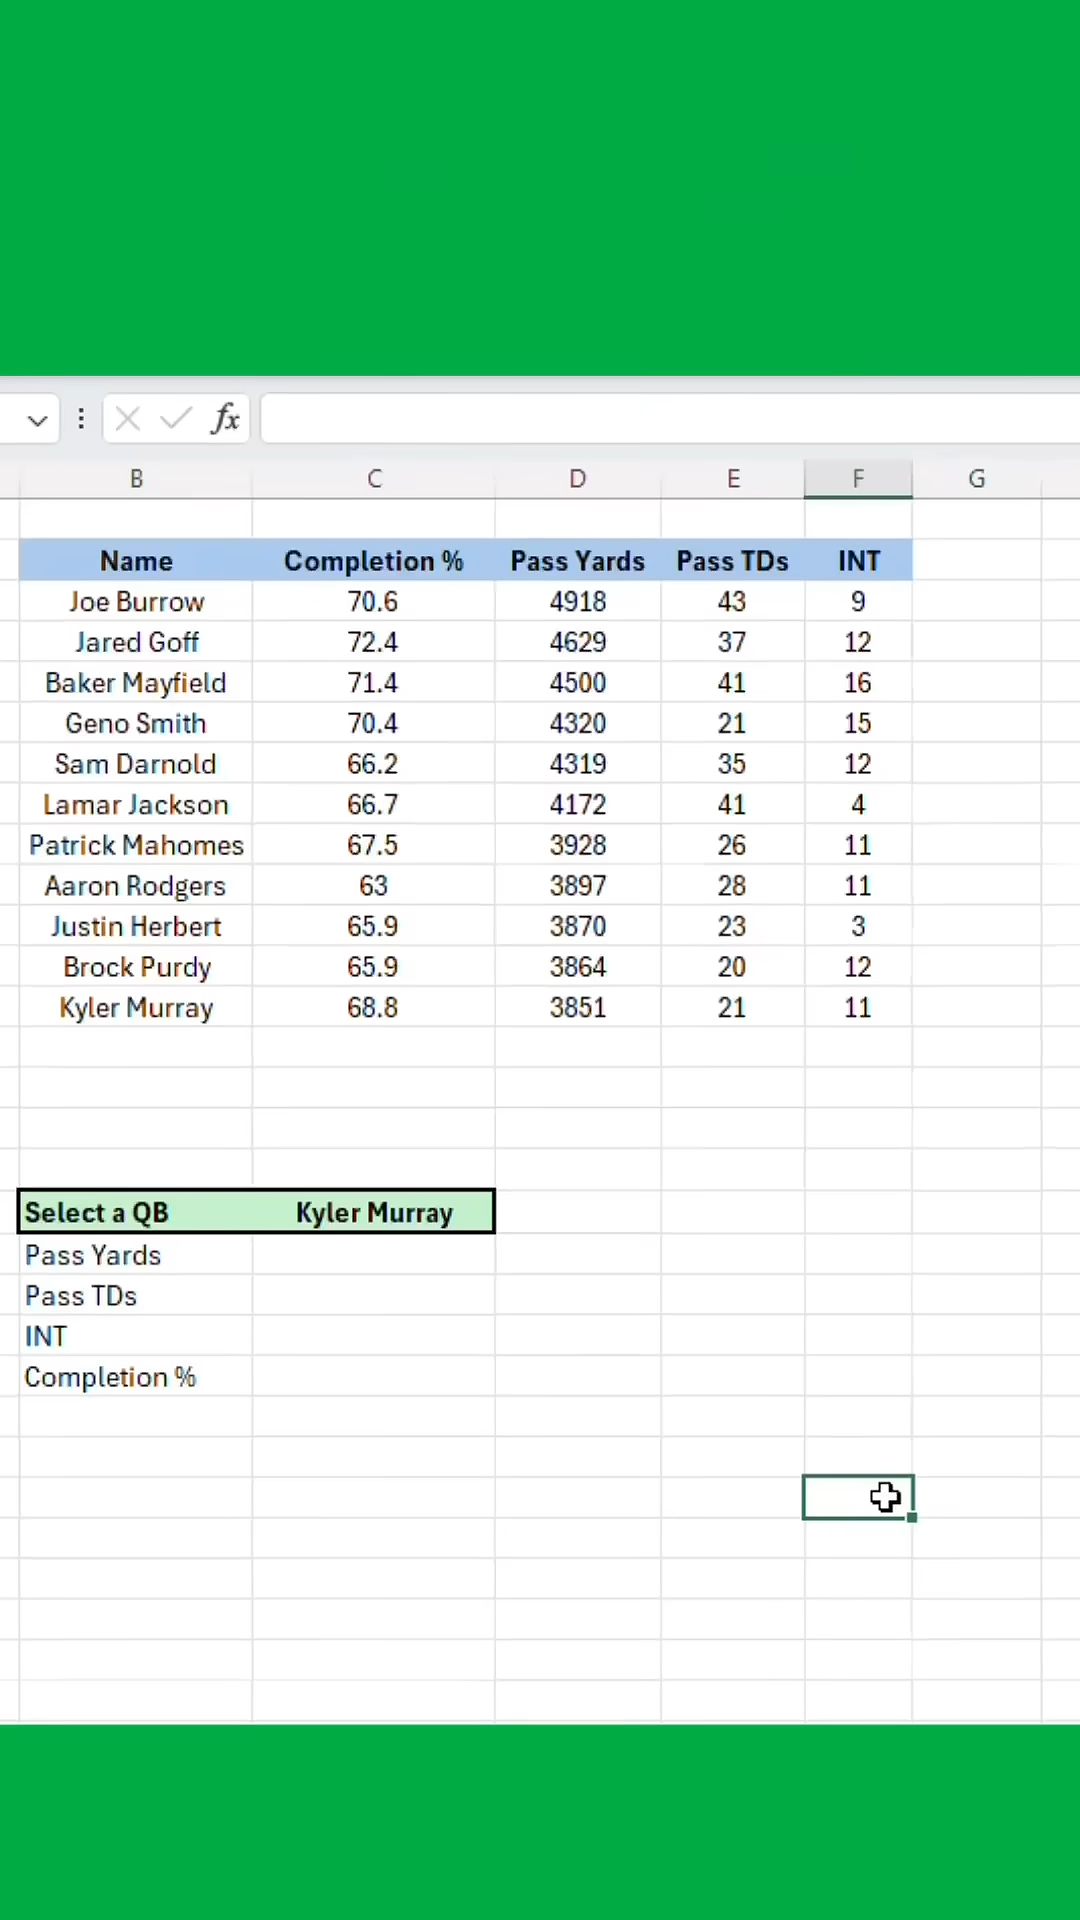 fx
B C D E F G
Name Completion % Pass Yards Pass TDs INT
Joe Burrow 70.6 4918 43 9
Jared Goff 72.4 4629 37 12
Baker Mayfield 71.4 4500 41 16
Geno Smith 70.4 4320 21 15
Sam Darnold 66.2 4319 35 12
Lamar Jackson 66.7 4172 41 4
Patrick Mahomes 67.5 3928 26 11
Aaron Rodgers 63 3897 28 11
Justin Herbert 65.9 3870 23 3
Brock Purdy 65.9 3864 20 12
Kyler Murray 68.8 3851 21 11
Select a QB Kyler Murray
Pass Yards
Pass TDs
INT
Completion %